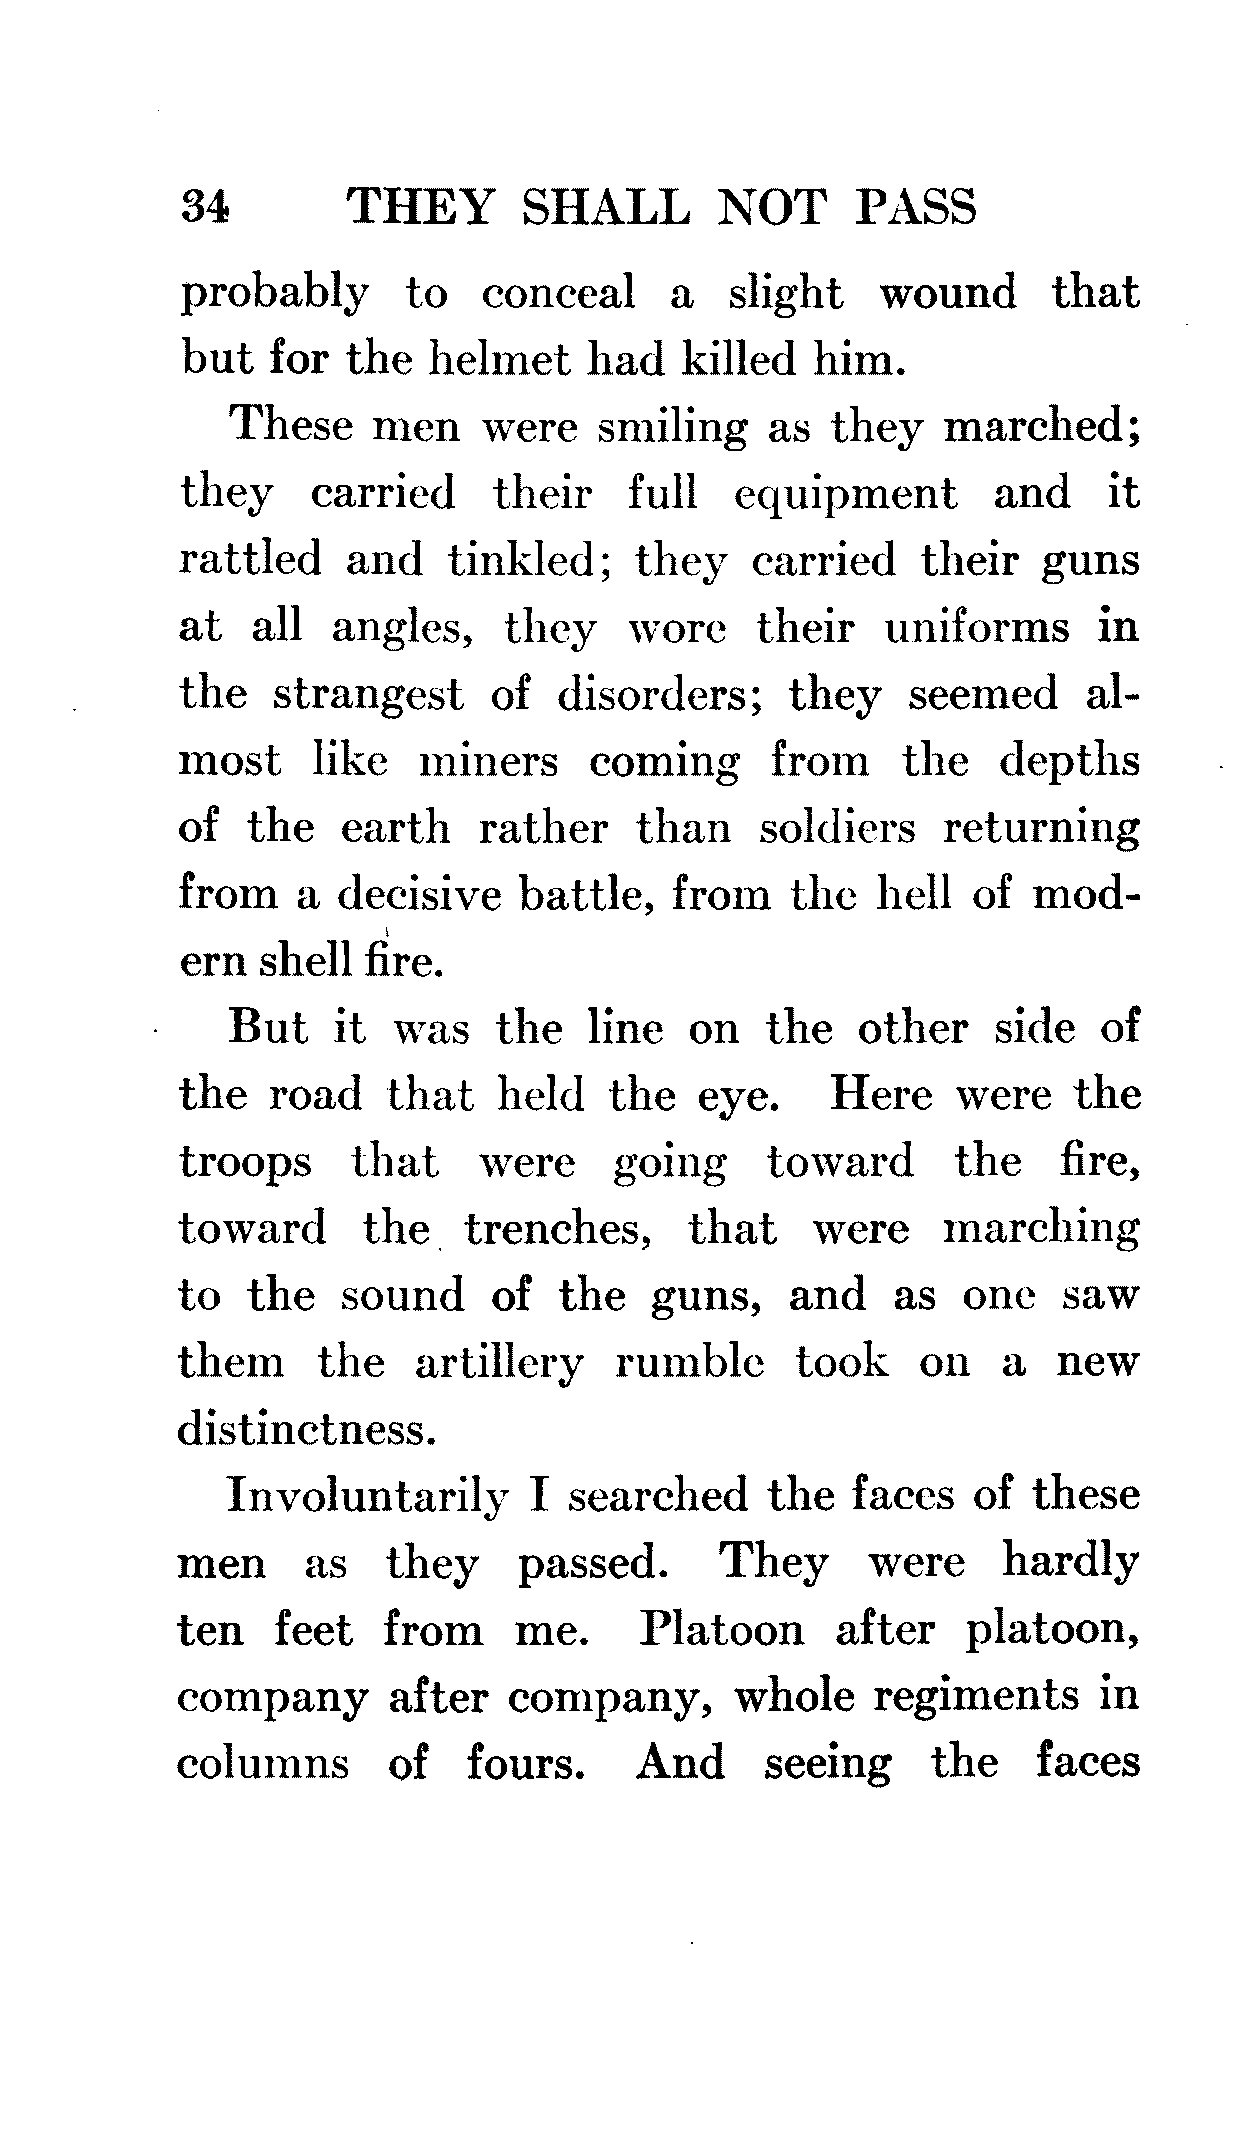 34 THEY SHALL NOT PASS
probably to conceal a slight wound that
but for the helmet had killed him.
These men were smiling as they marched;
they carried their full equipment and it
rattled and tinkled; they carried their guns
at all angles, they wore their uniforms in
the strangest of disorders; they seemed al-
most like miners coming from the depths
of the earth rather than soldiers returning
from a decisive battle, from the hell of mod-
ern shell fire.
But it was the line on the other side of
the road that held the eye. Here were the
troops that were going toward the fire,
toward the trenches, that were marching
to the sound of the guns, and as one saw
them the artillery rumble took on a new
distinctness.
Involuntarily I searched the faces of these
men as they passed. They were hardly
ten feet from me. Platoon after platoon,
company after company, whole regiments in
columns of fours. And seeing the faces